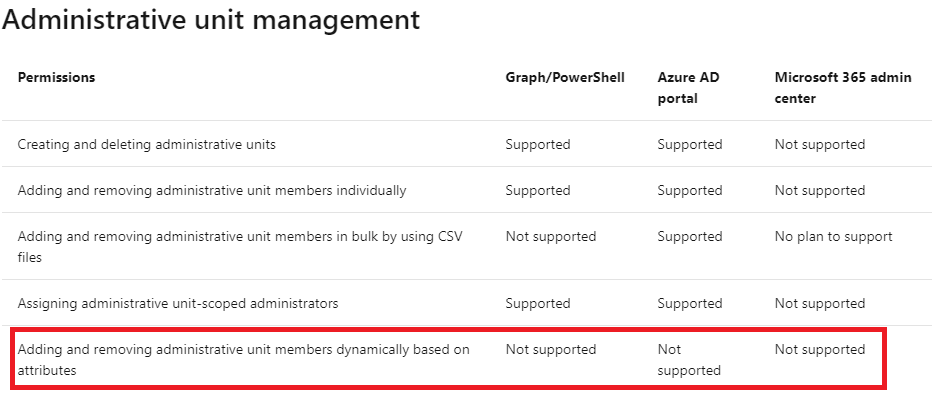 Administrative unit management
Permissions Graph/PowerShell Azure AD portal Microsoft 365 admin center
Creating and deleting administrative units Supported Supported Not supported
Adding and removing administrative unit members individually Supported Supported Not supported
Adding and removing administrative unit members in bulk by using CSV files Not supported Supported No plan to support
Assigning administrative unit-scoped administrators Supported Supported Not supported
Adding and removing administrative unit members dynamically based on attributes Not supported Not supported Not supported